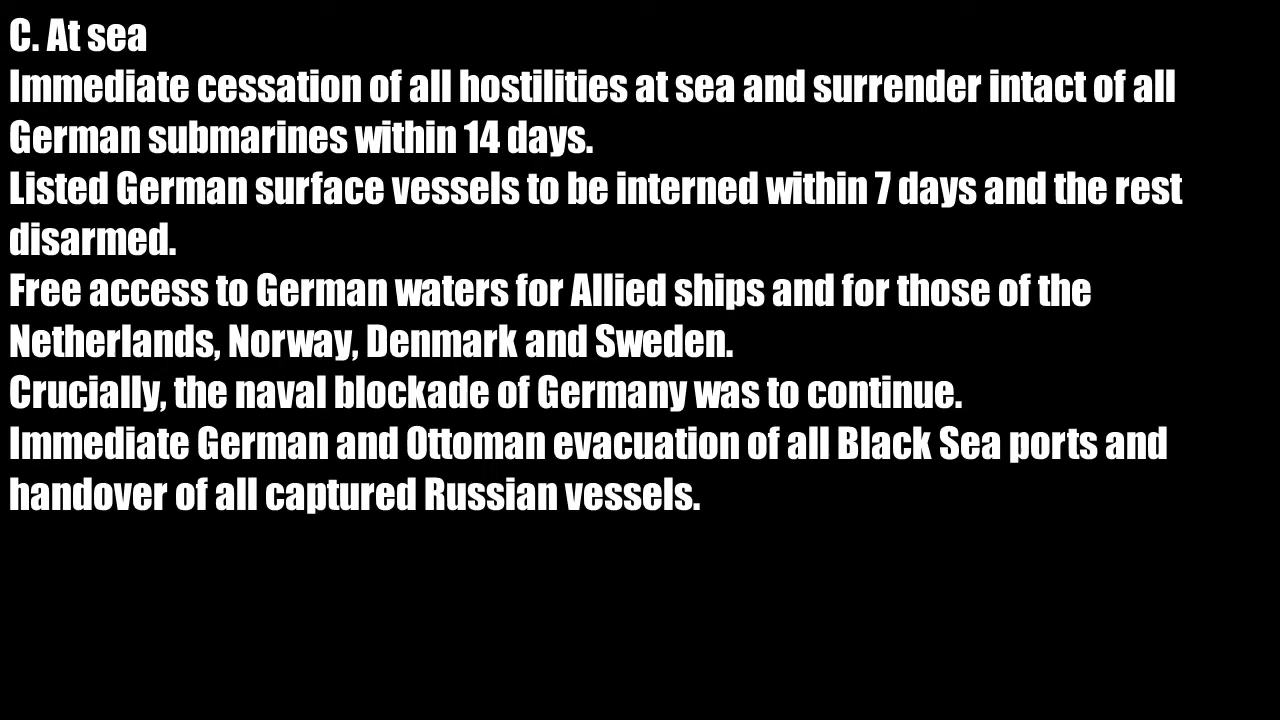 C. At sea
Immediate cessation of all hostilities at sea and surrender intact of all
German submarines within 14 days.
Listed German surface vessels to be interned within 7 days and the rest
disarmed.
Free access to German waters for Allied ships and for those of the
Netherlands, Norway, Denmark and Sweden.
Crucially, the naval blockade of Germany was to continue.
Immediate German and Ottoman evacuation of all Black Sea ports and
handover of all captured Russian vessels.